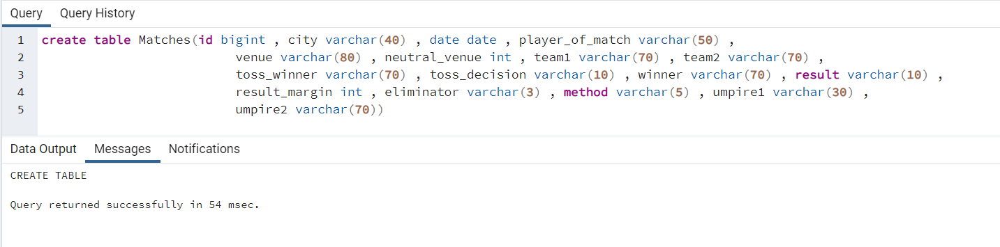 Query Query History
1 create table Matches(id bigint , city varchar(40) , date date , player_of_match varchar(50) ,
2 venue varchar(80) , neutral_venue int , team1 varchar(70) , team2 varchar(70) ,
3 toss_winner varchar(70) , toss_decision varchar(10) , winner varchar(70) , result varchar(10) ,
4 result_margin int , eliminator varchar(3) , method varchar(5) , umpire1 varchar(30) ,
5 umpire2 varchar(70))
Data Output Messages Notifications
CREATE TABLE
Query returned successfully in 54 msec.